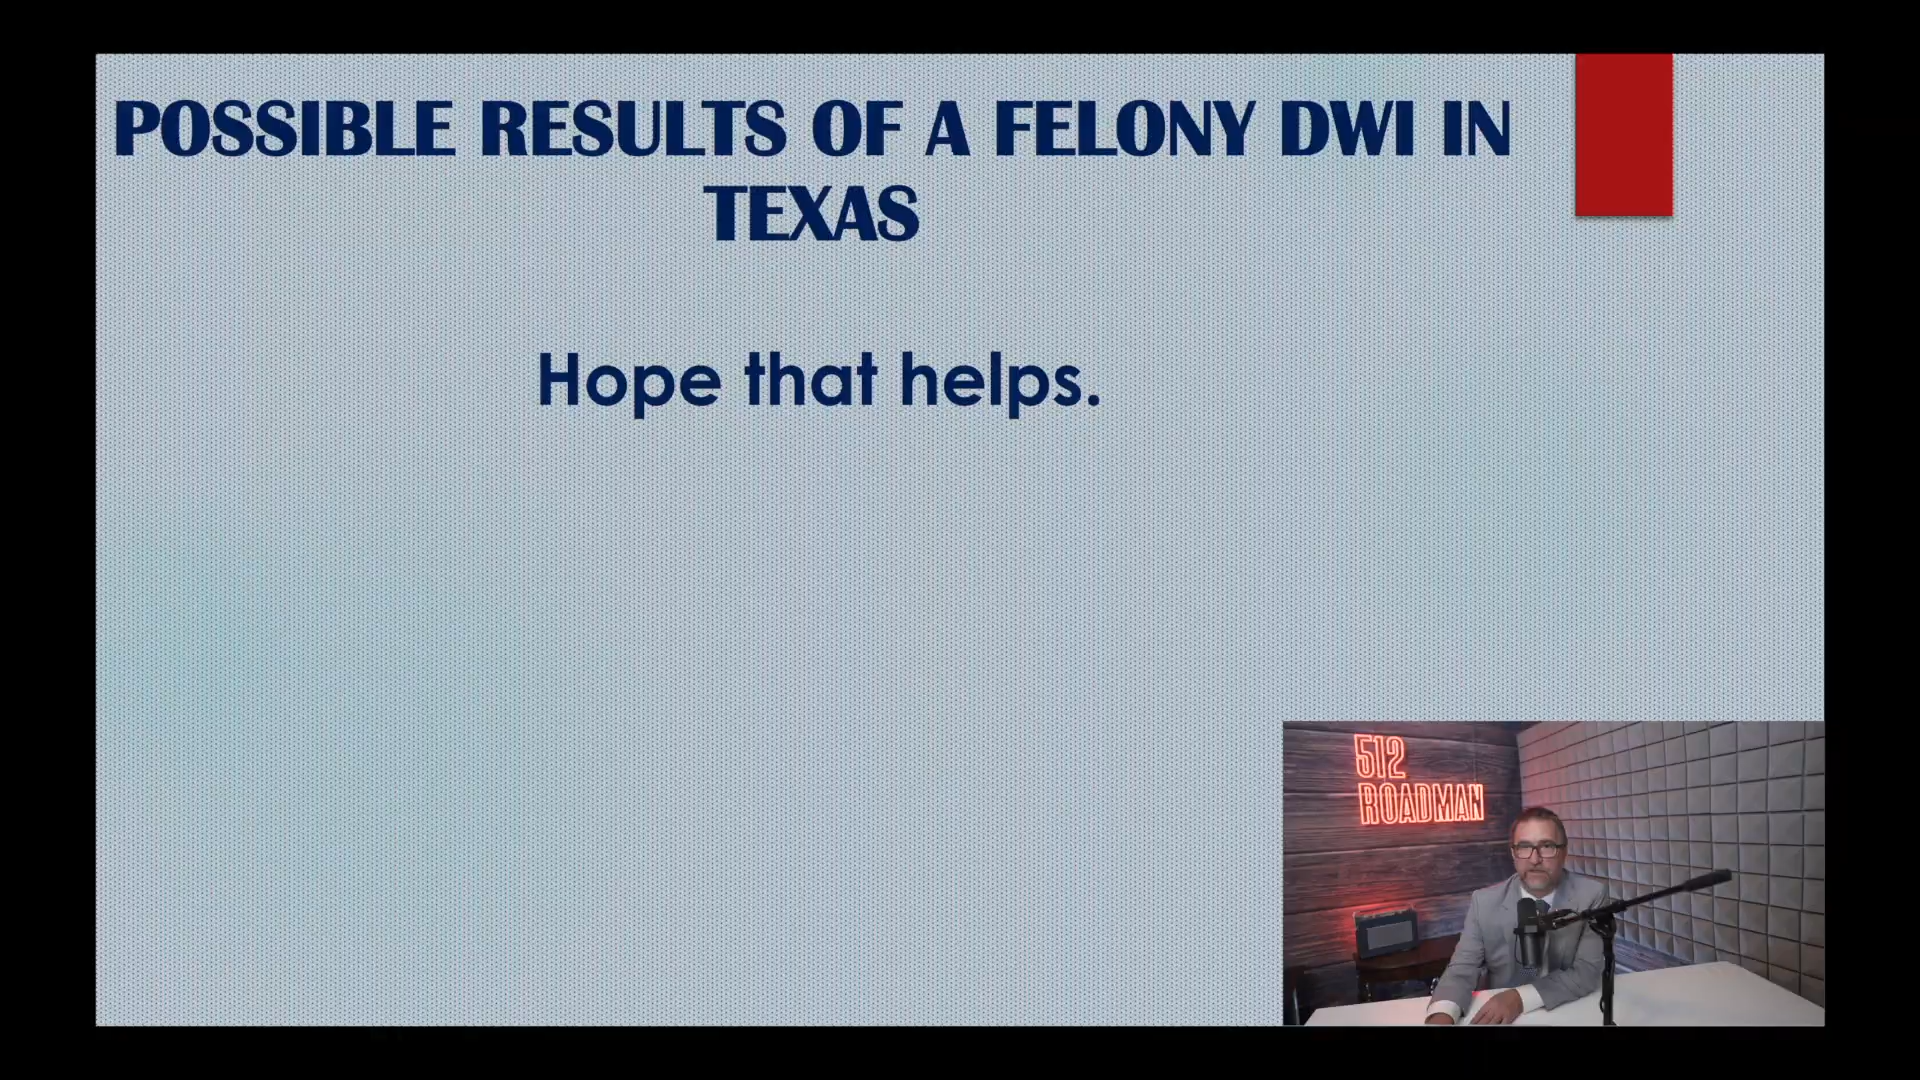 POSSIBLE RESULTS OF A FELONY DWI IN
TEXAS
Hope that helps.
512
ROADMAN